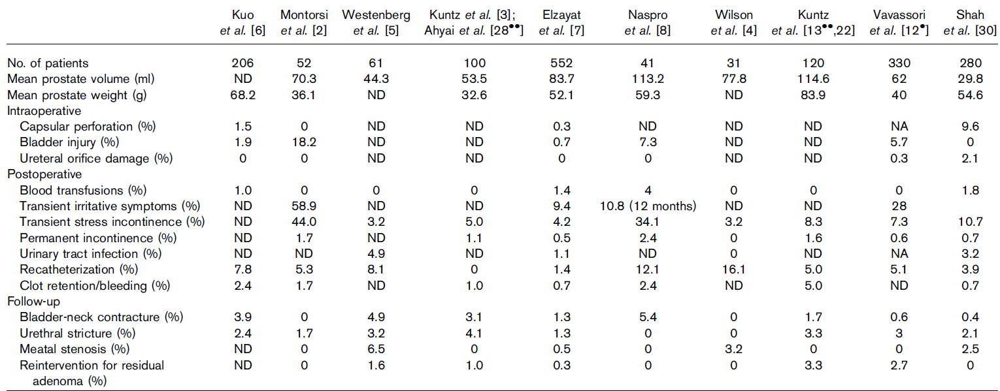 Kuo Montorsi Westenberg Kuntz et al. [3]; Elzayat Naspro Wilson Kuntz Vavassori Shah
et al. [6] et al. [2] et al. [5] Ahyai et al. [28••] et al. [7] et al. [8] et al. [4] [13••,22] et al. [12•] et al. [30]
No. of patients 206 52 61 100 552 41 31 120 330 280
Mean prostate volume (ml) ND 70.3 44.3 53.5 83.7 113.2 77.8 114.6 62 29.8
Mean prostate weight (g) 68.2 36.1 ND 32.6 52.1 59.3 ND 83.9 40 54.6
Intraoperative
Capsular perforation (%) 1.5 0 ND ND 0.3 ND ND ND NA 9.6
Bladder injury (%) 1.9 18.2 ND ND 0.7 7.3 ND ND 5.7 0
Ureteral orifice damage (%) 0 0 ND ND 0 0 ND ND 0.3 2.1
Postoperative
Blood transfusions (%) 1.0 0 0 0 1.4 4 0 0 0 1.8
Transient irritative symptoms (%) ND 58.9 ND ND 9.4 10.8 (12 months) ND ND 28
Transient stress incontinence (%) ND 44.0 3.2 5.0 4.2 34.1 3.2 8.3 7.3 10.7
Permanent incontinence (%) ND 1.7 ND 1.1 0.5 2.4 0 1.6 0.6 0.7
Urinary tract infection (%) ND ND 4.9 ND 1.1 ND 0 ND NA 3.2
Recatheterization (%) 7.8 5.3 8.1 0 1.4 12.1 16.1 5.0 5.1 3.9
Clot retention/bleeding (%) 2.4 1.7 ND 1.0 0.7 2.4 ND 5.0 ND 0.7
Follow-up
Bladder-neck contracture (%) 3.9 0 4.9 3.1 1.3 5.4 0 1.7 0.6 0.4
Urethral stricture (%) 2.4 1.7 3.2 4.1 1.3 0 0 3.3 3 2.1
Meatal stenosis (%) ND 0 6.5 0 0.5 0 3.2 0 0 2.5
Reintervention for residual ND 0 1.6 1.0 0.3 0 0 3.3 2.7 0
adenoma (%)